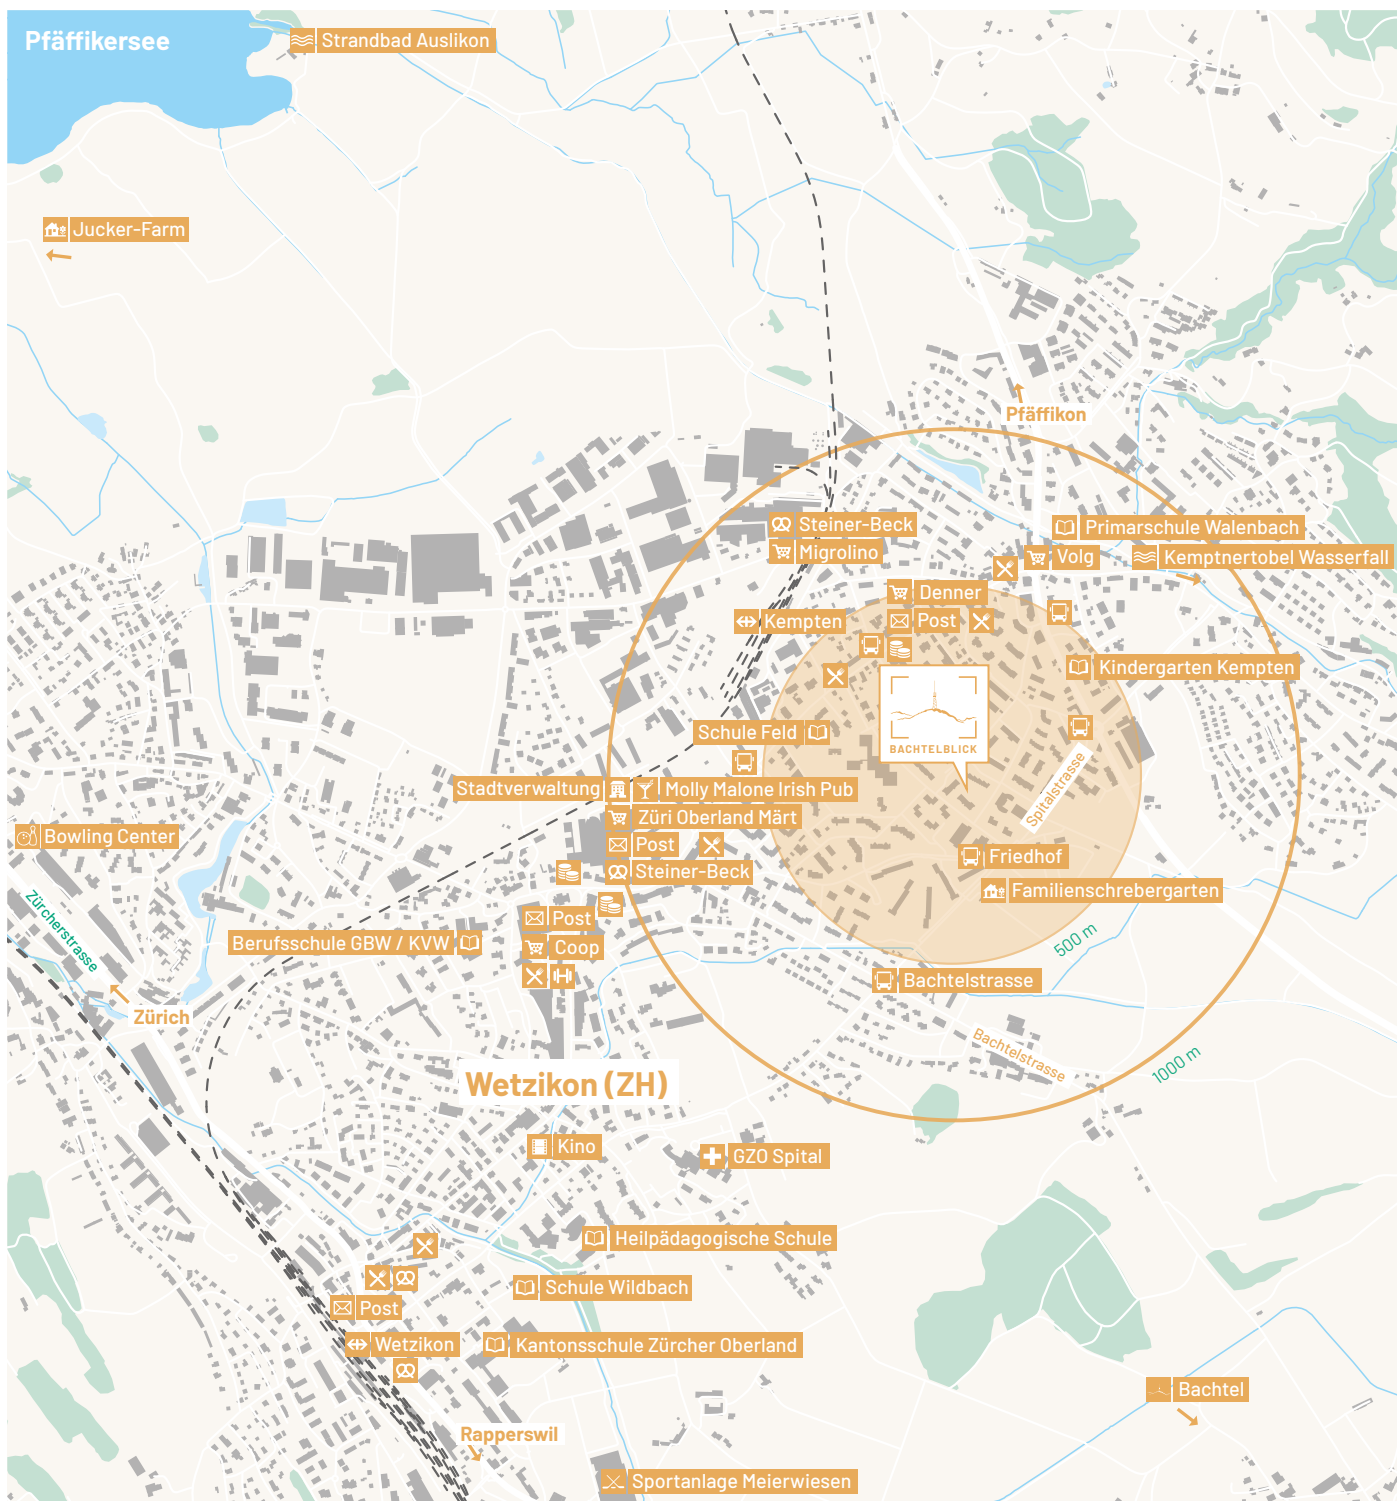 Pfäffikersee
Strandbad Auslikon
Jucker-Farm
Pfäffikon
Steiner-Beck
Migrolino
Primarschule Walenbach
Volg
Kemptnertobel Wasserfall
Denner
Post
Kempten
Kindergarten Kempten
BACHTELBLICK
Schule Feld
Spitalstrasse
Stadtverwaltung
Molly Malone Irish Pub
Züri Oberland Märt
Post
Steiner-Beck
Bowling Center
Friedhof
Familienschrebergarten
Zürcherstrasse
Post
Berufsschule GBW / KVW
Coop
500 m
Bachtelstrasse
Zürich
Bachtelstrasse
1000 m
Wetzikon (ZH)
Kino
GZO Spital
Heilpädagogische Schule
Schule Wildbach
Post
Wetzikon
Kantonsschule Zürcher Oberland
Bachtel
Rapperswil
Sportanlage Meierwiesen